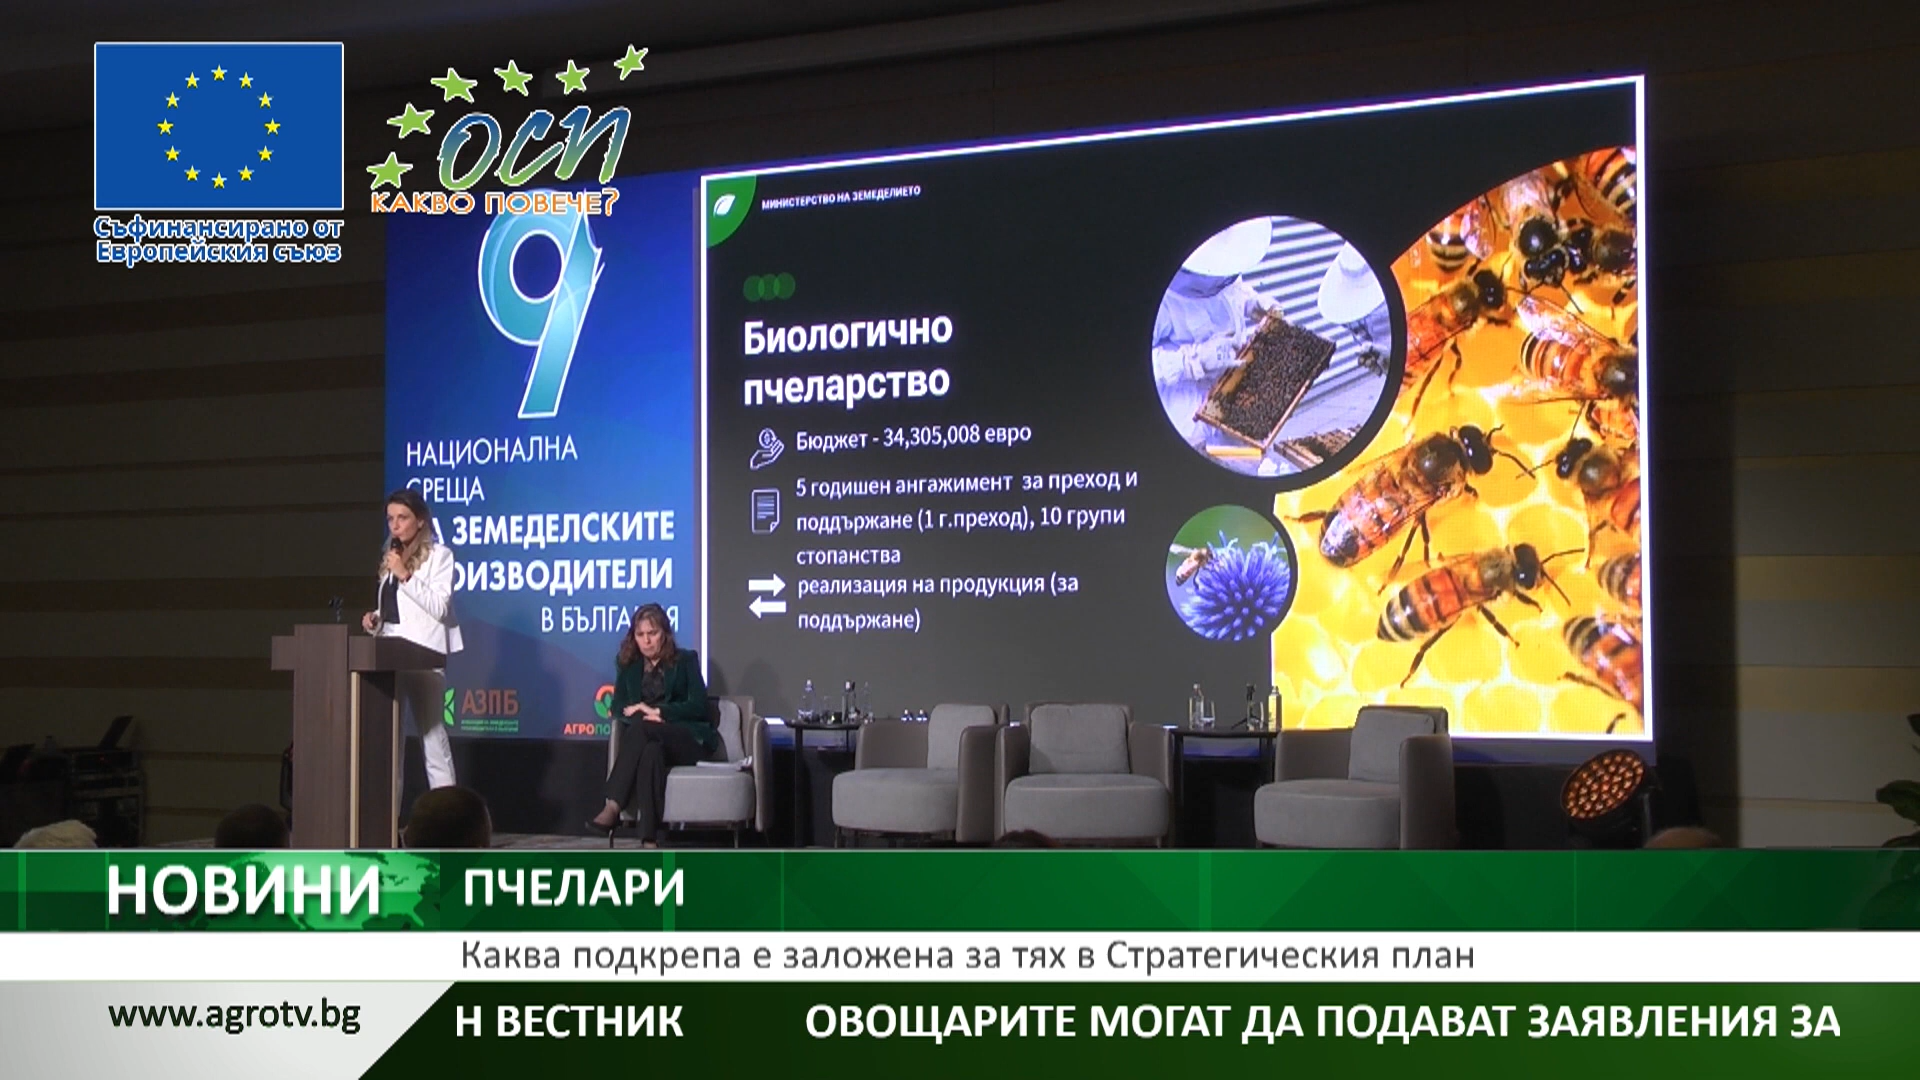 Съфинансирано от
Европейския съюз
ОСП
КАКВО ПОВЕЧЕ?
9
НАЦИОНАЛНА
СРЕЩА
ЗЕМЕДЕЛСКИТЕ
ОИЗВОДИТЕЛИ
В БЪЛГА
АЗПБ
АГРОПО
МИНИСТЕРСТВО НА ЗЕМЕДЕЛИЕТО
Биологично
пчеларство
Бюджет - 34,305,008 евро
5 годишен ангажимент за преход и
поддържане (1 г.преход), 10 групи
стопанства
реализация на продукция (за
поддържане)
НОВИНИ
ПЧЕЛАРИ
Каква подкрепа е заложена за тях в Стратегическия план
www.agrotv.bg
Н ВЕСТНИК ОВОЩАРИТЕ МОГАТ ДА ПОДАВАТ ЗАЯВЛЕНИЯ ЗА